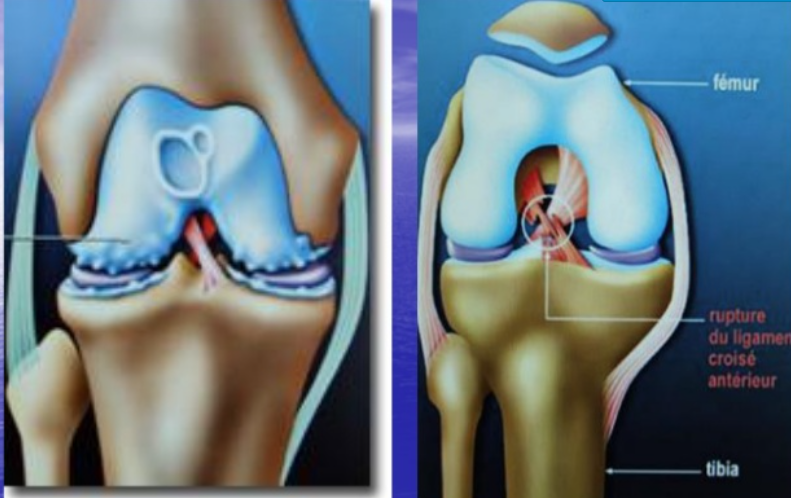 fémur
rupture
du ligamen
croisé
antérieur
tibia